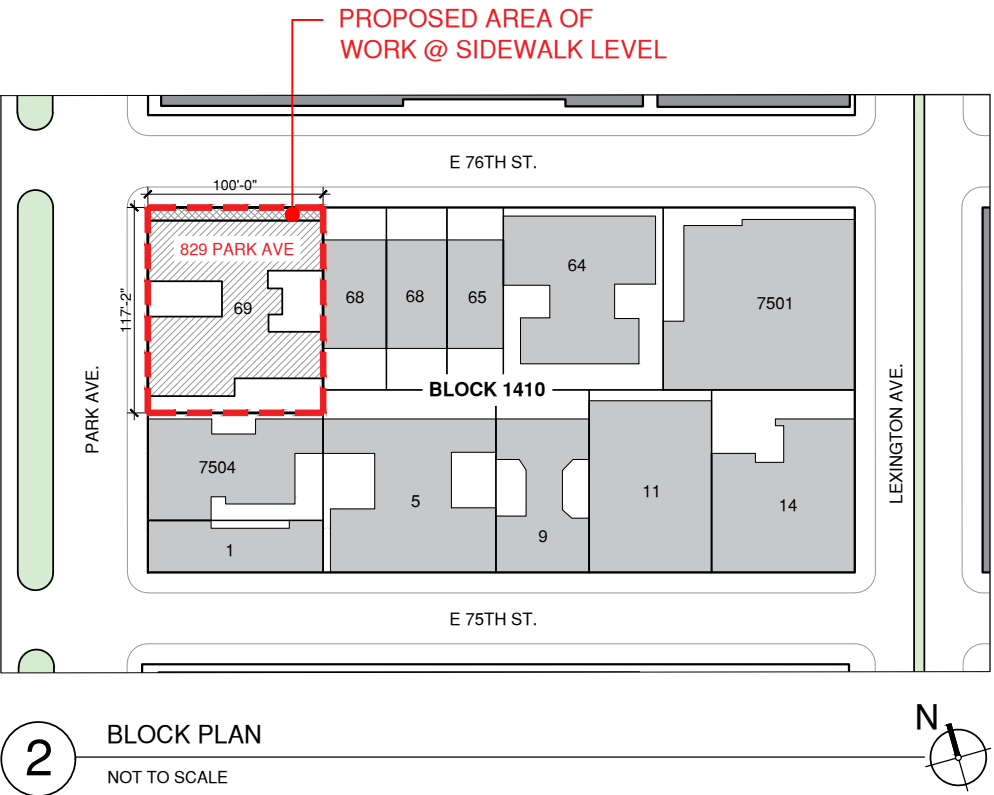 PROPOSED AREA OF
WORK @ SIDEWALK LEVEL
E 76TH ST.
100'-0"
829 PARK AVE
117'-2"
69
68
68
65
64
7501
BLOCK 1410
PARK AVE.
LEXINGTON AVE.
7504
5
9
11
14
1
E 75TH ST.
2
BLOCK PLAN
NOT TO SCALE
N